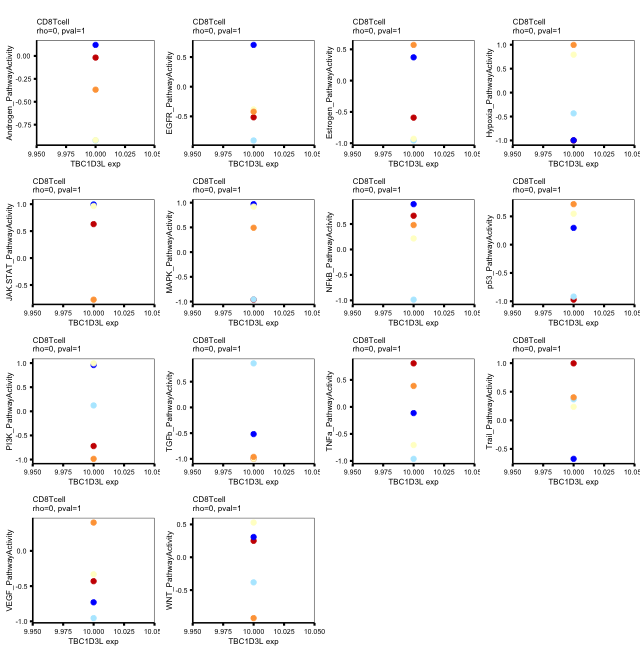 CD8Tcell
rho=0, pval=1
Androgen_PathwayActivity
0.00
-0.25
-0.50
-0.75
9.950 9.975 10.000 10.025 10.05
TBC1D3L exp
CD8Tcell
rho=0, pval=1
EGFR_PathwayActivity
0.5
0.0
-0.5
9.950 9.975 10.000 10.025 10.05
TBC1D3L exp
CD8Tcell
rho=0, pval=1
Estrogen_PathwayActivity
0.5
0.0
-0.5
-1.0
9.950 9.975 10.000 10.025 10.05
TBC1D3L exp
CD8Tcell
rho=0, pval=1
Hypoxia_PathwayActivity
1.0
0.5
0.0
-0.5
-1.0
9.950 9.975 10.000 10.025 10.05
TBC1D3L exp
CD8Tcell
rho=0, pval=1
JAK.STAT_PathwayActivity
1.0
0.5
0.0
-0.5
9.950 9.975 10.000 10.025 10.05
TBC1D3L exp
CD8Tcell
rho=0, pval=1
MAPK_PathwayActivity
1.0
0.5
0.0
-0.5
-1.0
9.950 9.975 10.000 10.025 10.05
TBC1D3L exp
CD8Tcell
rho=0, pval=1
NFkB_PathwayActivity
0.5
0.0
-0.5
-1.0
9.950 9.975 10.000 10.025 10.05
TBC1D3L exp
CD8Tcell
rho=0, pval=1
p53_PathwayActivity
0.5
0.0
-0.5
-1.0
9.950 9.975 10.000 10.025 10.05
TBC1D3L exp
CD8Tcell
rho=0, pval=1
PI3K_PathwayActivity
1.0
0.5
0.0
-0.5
-1.0
9.950 9.975 10.000 10.025 10.05
TBC1D3L exp
CD8Tcell
rho=0, pval=1
TGFb_PathwayActivity
0.5
0.0
-0.5
-1.0
9.950 9.975 10.000 10.025 10.05
TBC1D3L exp
CD8Tcell
rho=0, pval=1
TNFa_PathwayActivity
0.5
0.0
-0.5
-1.0
9.950 9.975 10.000 10.025 10.05
TBC1D3L exp
CD8Tcell
rho=0, pval=1
Trail_PathwayActivity
1.0
0.5
0.0
-0.5
9.950 9.975 10.000 10.025 10.05
TBC1D3L exp
CD8Tcell
rho=0, pval=1
VEGF_PathwayActivity
0.0
-0.5
-1.0
9.950 9.975 10.000 10.025 10.05
TBC1D3L exp
CD8Tcell
rho=0, pval=1
WNT_PathwayActivity
0.5
0.0
-0.5
9.950 9.975 10.000 10.025 10.050
TBC1D3L exp